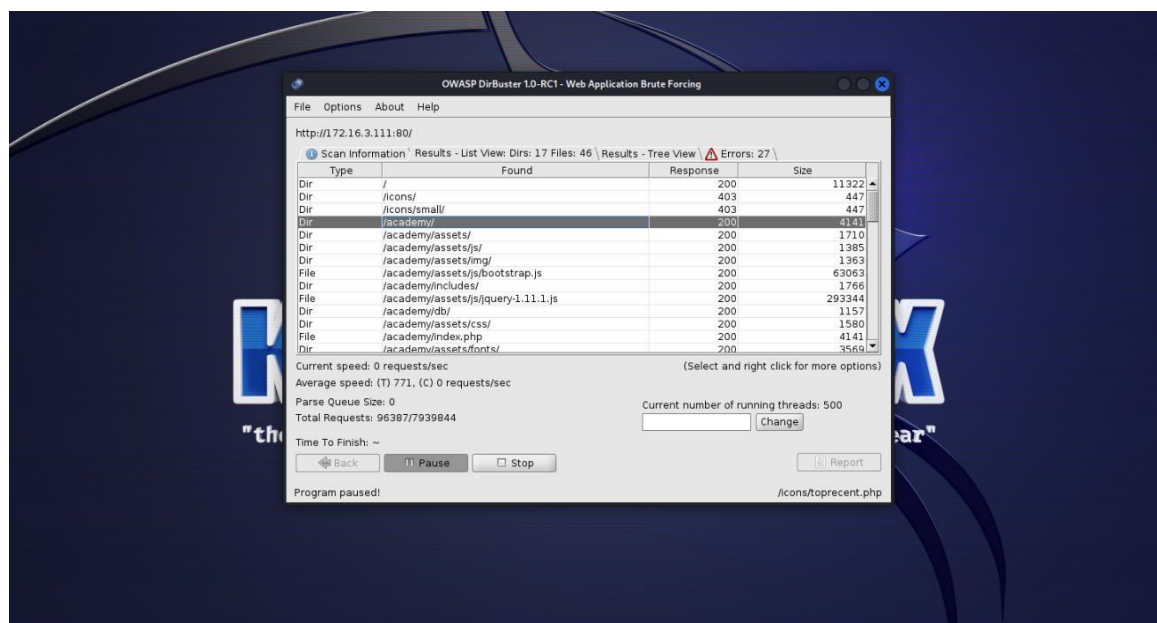 OWASP DirBuster 1.0-RC1 - Web Application Brute Forcing
File Options About Help
http://172.16.3.111:80/
Scan Information Results - List View: Dirs: 17 Files: 46 Results - Tree View Errors: 27
Type Found Response Size
Dir / 200 11322
Dir /icons/ 403 447
Dir /icons/small/ 403 447
Dir /academy/ 200 4141
Dir /academy/assets/ 200 1710
Dir /academy/assets/js/ 200 1385
Dir /academy/assets/img/ 200 1363
File /academy/assets/js/bootstrap.js 200 63063
Dir /academy/includes/ 200 1766
File /academy/assets/js/jquery-1.11.1.js 200 293344
Dir /academy/db/ 200 1157
Dir /academy/assets/css/ 200 1580
File /academy/index.php 200 4141
Dir /academy/assets/fonts/ 200 3569
Current speed: 0 requests/sec (Select and right click for more options)
Average speed: (T) 771, (C) 0 requests/sec
Parse Queue Size: 0 Current number of running threads: 500
Total Requests: 96387/7939844 Change
Time To Finish: ~
Back Pause Stop Report
Program paused! /icons/toprecent.php